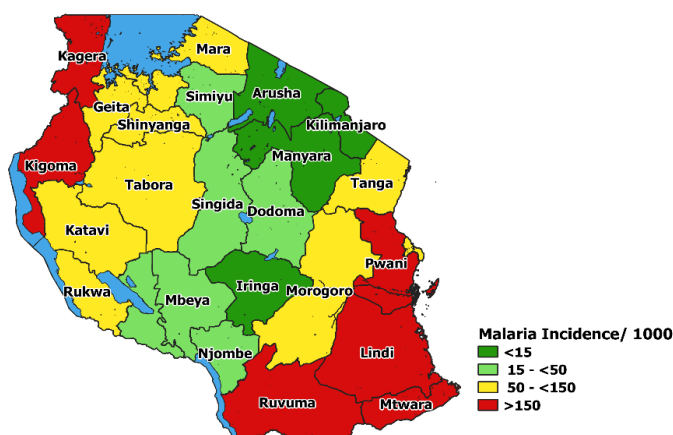 Kagera
Mara
Simiyu
Arusha
Geita
Shinyanga
Kilimanjaro
Manyara
Kigoma
Tabora
Tanga
Singida
Dodoma
Katavi
Pwani
Rukwa
Mbeya
Iringa
Morogoro
Njombe
Lindi
Ruvuma
Mtwara
Malaria Incidence/ 1000
<15
15 - <50
50 - <150
>150